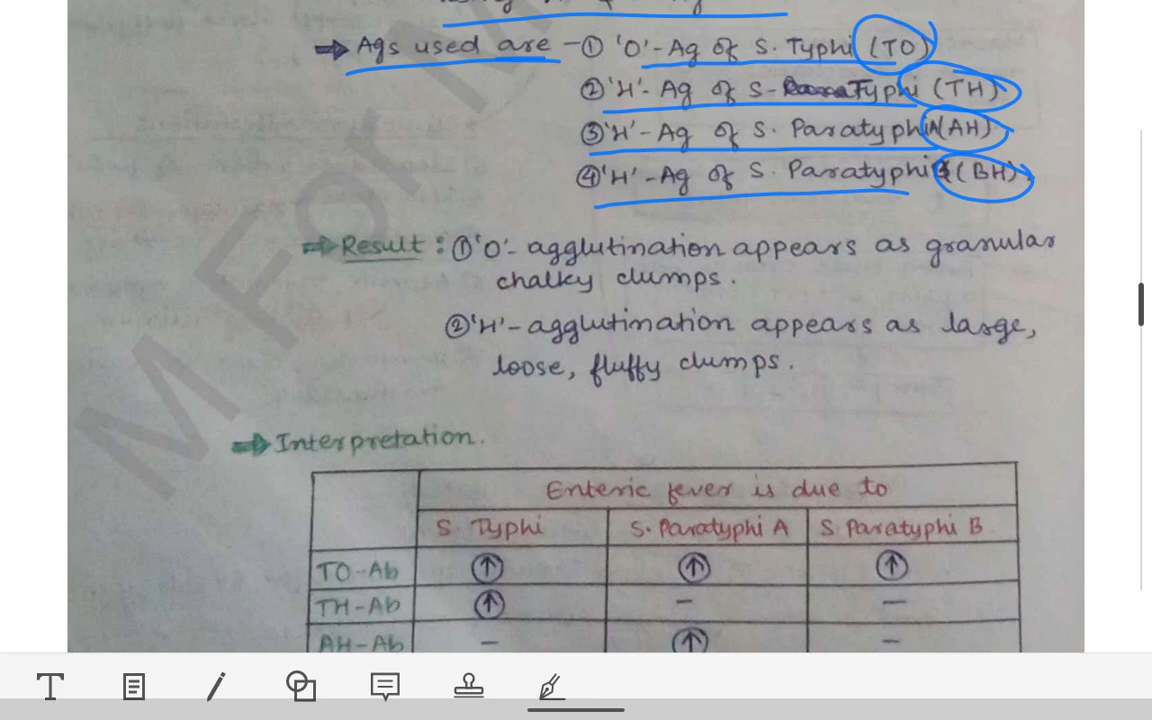 ⇒ Ags used are - ① 'O'-Ag of S. Typhi (TO)
② 'H'-Ag of S- Typhi (TH)
③ 'H'-Ag of S. Paratyphi A (AH)
④ 'H'-Ag of S. Paratyphi B (BH).
⇒ Result : ① 'O'- agglutination appears as granular
chalky clumps.
② 'H'- agglutination appears as large,
loose, fluffy clumps.
M For M
⇒ Interpretation.
Enteric fever is due to
S. Typhi S. Paratyphi A S. Paratyphi B
TO-Ab ↑ ↑ ↑
TH-Ab ↑ - -
AH-Ab - ↑ -
T